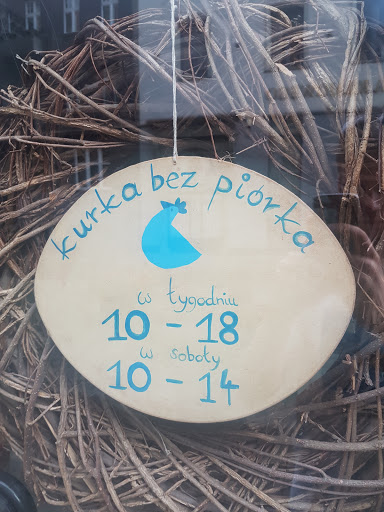 kurka bez piórka
w tygodniu
10 - 18
w soboty
10 - 14